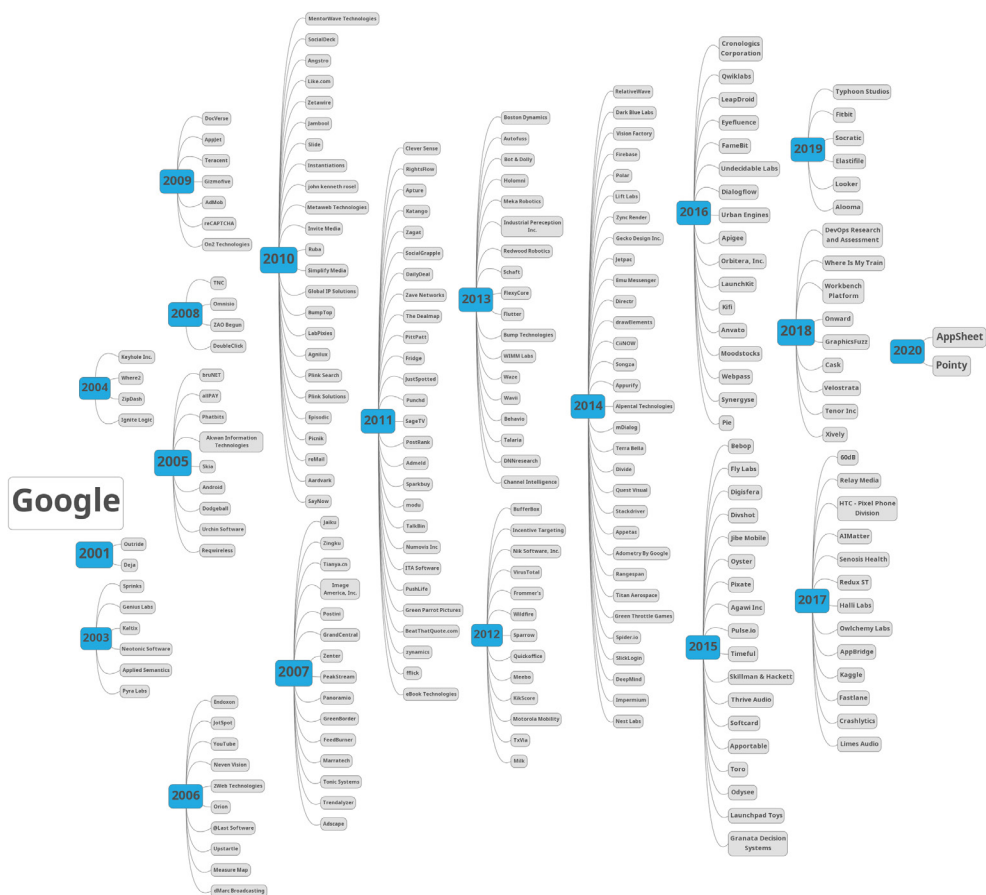 Google
2001
Outride
Deja
2003
Sprinks
Genius Labs
Kaltix
Neotonic Software
Applied Semantics
Pyra Labs
2004
Keyhole Inc.
Where2
ZipDash
Ignite Logic
2005
bruNET
allPAY
Phatbits
Akwan Information
Technologies
Skia
Android
Dodgeball
Urchin Software
Reqwireless
2006
Endoxon
JotSpot
YouTube
Neven Vision
2Web Technologies
Orion
@Last Software
Upstartle
Measure Map
dMarc Broadcasting
2007
Jaiku
Zingku
Tianya.cn
Image
America, Inc.
Postini
GrandCentral
Zenter
PeakStream
Panoramio
GreenBorder
FeedBurner
Marratech
Tonic Systems
Trendalyzer
Adscape
2008
TNC
Omnisio
ZAO Begun
DoubleClick
2009
DocVerse
AppJet
Teracent
Gizmo5ive
AdMob
reCAPTCHA
On2 Technologies
2010
MentorWave Technologies
SocialDeck
Angstro
Like.com
Zetawire
Jambool
Slide
Instantiations
john kenneth rosel
Metaweb Technologies
Invite Media
Ruba
Simplify Media
Global IP Solutions
BumpTop
LabPixies
Agnilux
Plink Search
Plink Solutions
Episodic
Picnik
reMail
Aardvark
SayNow
2011
Clever Sense
RightsFlow
Apture
Katango
Zagat
SocialGrapple
DailyDeal
Zave Networks
The Dealmap
PittPatt
Fridge
JustSpotted
Punchd
SageTV
PostRank
Admeld
Sparkbuy
modu
TalkBin
Numovis Inc
ITA Software
PushLife
Green Parrot Pictures
BeatThatQuote.com
zynamics
fflick
eBook Technologies
2012
BufferBox
Incentive Targeting
Nik Software, Inc.
VirusTotal
Frommer's
Wildfire
Sparrow
Quickoffice
Meebo
KikScore
Motorola Mobility
TxVia
Milk
2013
Boston Dynamics
Autofuss
Bot & Dolly
Holomni
Meka Robotics
Industrial Pereception
Inc.
Redwood Robotics
Schaft
FlexyCore
Flutter
Bump Technologies
WIMM Labs
Waze
Wavii
Behavio
Talaria
DNNresearch
Channel Intelligence
2014
RelativeWave
Dark Blue Labs
Vision Factory
Firebase
Polar
Lift Labs
Zync Render
Gecko Design Inc.
Jetpac
Emu Messenger
Directr
drawElements
CiiNOW
Songza
Appurify
Alpental Technologies
mDialog
Terra Bella
Divide
Quest Visual
Stackdriver
Appetas
Adometry By Google
Rangespan
Titan Aerospace
Green Throttle Games
Spider.io
SlickLogin
DeepMind
Impermium
Nest Labs
2015
Bebop
Fly Labs
Digisfera
Divshot
Jibe Mobile
Oyster
Pixate
Agawi Inc
Pulse.io
Timeful
Skillman & Hackett
Thrive Audio
Softcard
Apportable
Toro
Odysee
Launchpad Toys
Granata Decision
Systems
2016
Cronologics
Corporation
Qwiklabs
LeapDroid
Eyefluence
FameBit
Undecidable Labs
Dialogflow
Urban Engines
Apigee
Orbitera, Inc.
LaunchKit
Kifi
Anvato
Moodstocks
Webpass
Synergyse
Pie
2017
60dB
Relay Media
HTC - Pixel Phone
Division
AIMatter
Senosis Health
Redux ST
Halli Labs
Owlchemy Labs
AppBridge
Kaggle
Fastlane
Crashlytics
Limes Audio
2018
DevOps Research
and Assessment
Where Is My Train
Workbench
Platform
Onward
GraphicsFuzz
Cask
Velostrata
Tenor Inc
Xively
2019
Typhoon Studios
Fitbit
Socratic
Elastifile
Looker
Alooma
2020
AppSheet
Pointy